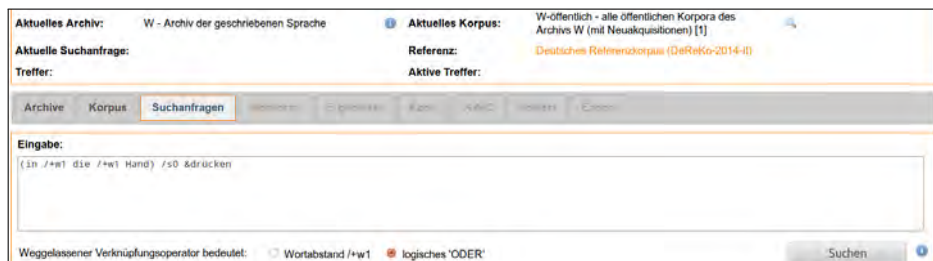 Aktuelles Archiv: W - Archiv der geschriebenen Sprache Aktuelles Korpus: W-öffentlich - alle öffentlichen Korpora des Archivs W (mit Neuakquisitionen) [1]
Aktuelle Suchanfrage: Referenz: Deutsches Referenzkorpus (DeReKo-2014-II)
Treffer: Aktive Treffer:
Archive Korpus Suchanfragen
Eingabe:
(in /+w1 die /+w1 Hand) /s0 &drücken
Weggelassener Verknüpfungsoperator bedeutet: Wortabstand /+w1 logisches 'ODER' Suchen